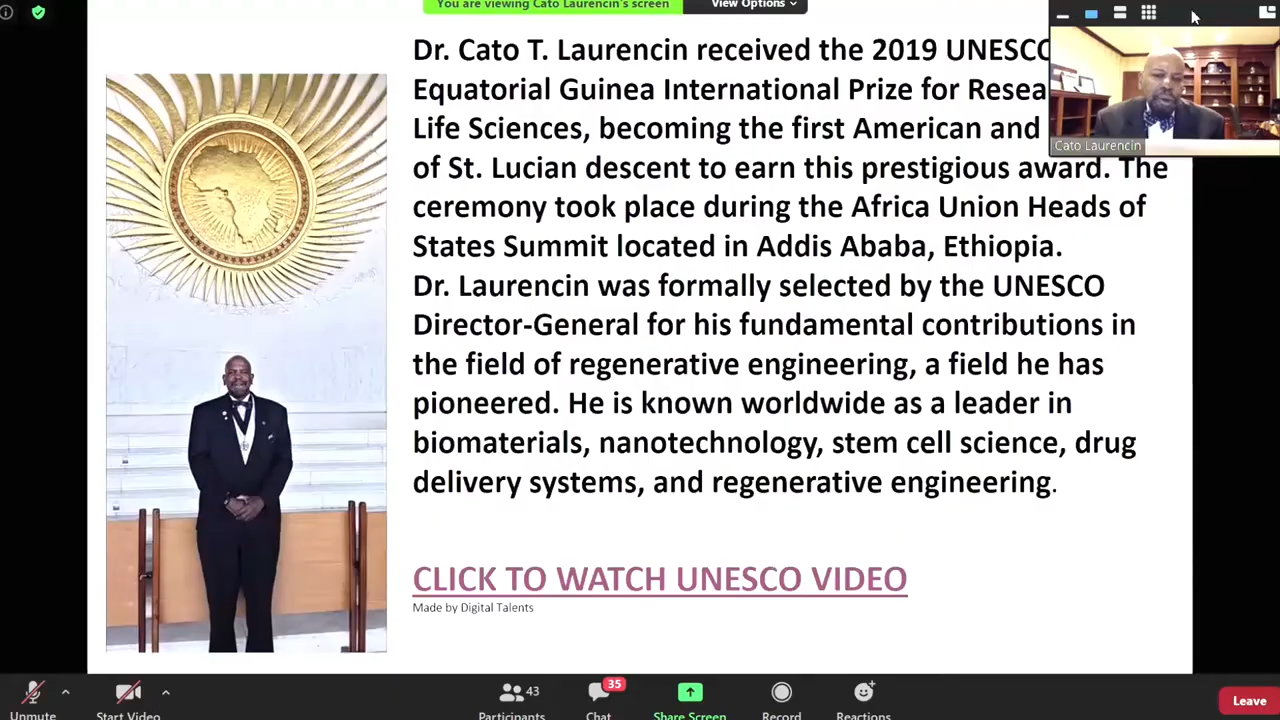 You are viewing Cato Laurencin's screen
View Options
Dr. Cato T. Laurencin received the 2019 UNESCO
Equatorial Guinea International Prize for Resea
Life Sciences, becoming the first American and
of St. Lucian descent to earn this prestigious award. The
ceremony took place during the Africa Union Heads of
States Summit located in Addis Ababa, Ethiopia.
Dr. Laurencin was formally selected by the UNESCO
Director-General for his fundamental contributions in
the field of regenerative engineering, a field he has
pioneered. He is known worldwide as a leader in
biomaterials, nanotechnology, stem cell science, drug
delivery systems, and regenerative engineering.
CLICK TO WATCH UNESCO VIDEO
Made by Digital Talents
Cato Laurencin
43
35
Unmute
Start Video
Participants
Chat
Share Screen
Record
Reactions
Leave